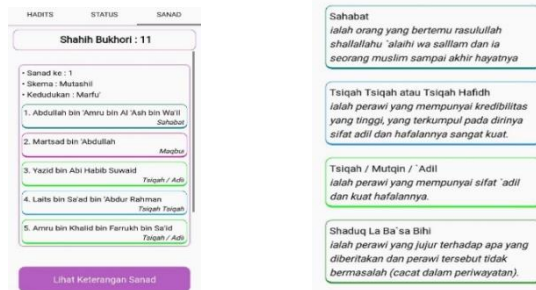 HADITS STATUS SANAD
Shahih Bukhori : 11
• Sanad ke : 1
• Skema : Mutashil
• Kedudukan : Marfu'
1. Abdullah bin 'Amru bin Al 'Ash bin Wa'il
Sahabat
2. Martsad bin 'Abdullah
Maqbul
3. Yazid bin Abi Habib Suwaid
Tsiqah / Adil
4. Laits bin Sa'ad bin 'Abdur Rahman
Tsiqah Tsiqah
5. Amru bin Khalid bin Farrukh bin Sa'id
Tsiqah / Adil
Lihat Keterangan Sanad
Sahabat
ialah orang yang bertemu rasulullah
shallallahu `alaihi wa salllam dan ia
seorang muslim sampai akhir hayatnya
Tsiqah Tsiqah atau Tsiqah Hafidh
ialah perawi yang mempunyai kredibilitas
yang tinggi, yang terkumpul pada dirinya
sifat adil dan hafalannya sangat kuat.
Tsiqah / Mutqin / `Adil
ialah perawi yang mempunyai sifat `adil
dan kuat hafalannya.
Shaduq La Ba`sa Bihi
ialah perawi yang jujur terhadap apa yang
diberitakan dan perawi tersebut tidak
bermasalah (cacat dalam periwayatan).